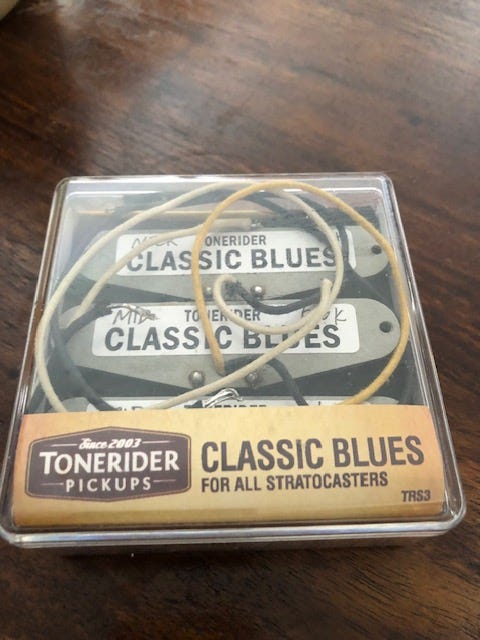 NECK
TONERIDER
CLASSIC BLUES
MID
TONERIDER
CLASSIC BLUES
Since 2003
TONERIDER
PICKUPS
CLASSIC BLUES
FOR ALL STRATOCASTERS
TRS3